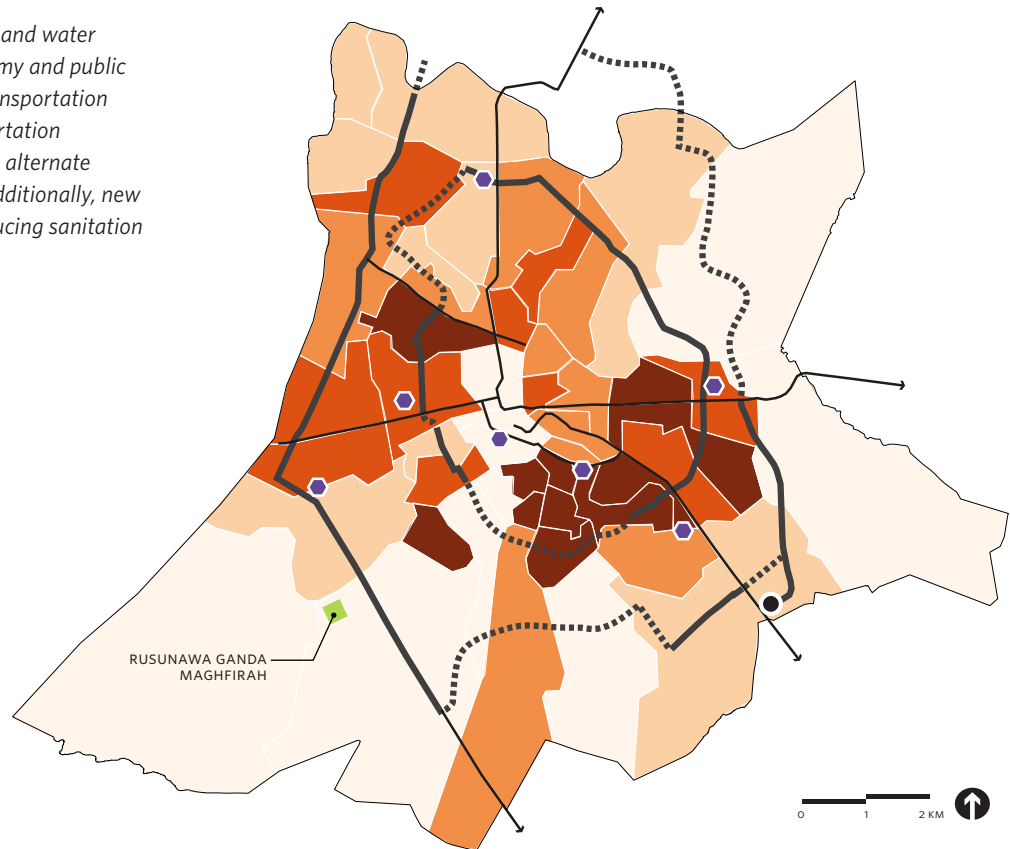 and water
my and public
nsportation
rtation
alternate
dditionally, new
ucing sanitation
RUSUNAWA GANDA
MAGHFIRAH
0 1 2 KM